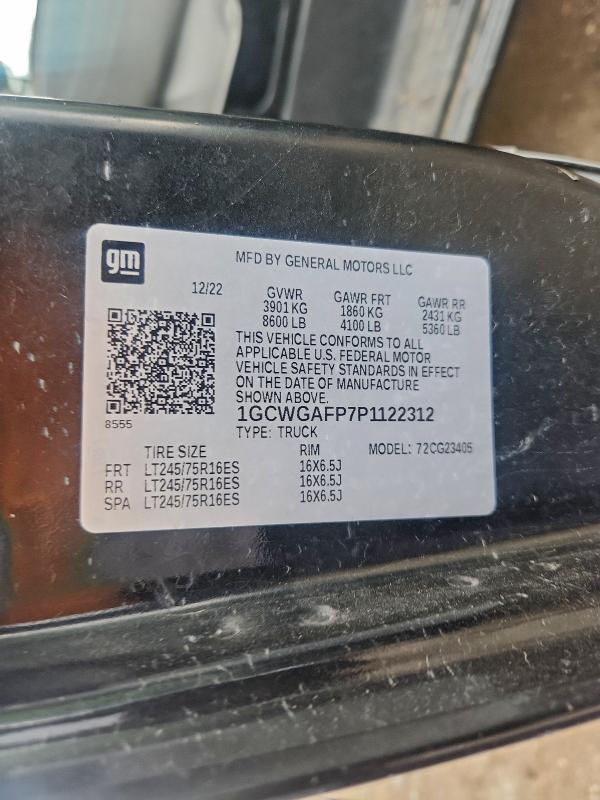 gm
MFD BY GENERAL MOTORS LLC
12/22 GVWR GAWR FRT GAWR RR
3901 KG 1860 KG 2431 KG
8600 LB 4100 LB 5360 LB
THIS VEHICLE CONFORMS TO ALL
APPLICABLE U.S. FEDERAL MOTOR
VEHICLE SAFETY STANDARDS IN EFFECT
ON THE DATE OF MANUFACTURE
SHOWN ABOVE.
1GCWGAFP7P1122312
8555
TYPE: TRUCK
TIRE SIZE RIM MODEL: 72CG23405
FRT LT245/75R16ES 16X6.5J
RR LT245/75R16ES 16X6.5J
SPA LT245/75R16ES 16X6.5J